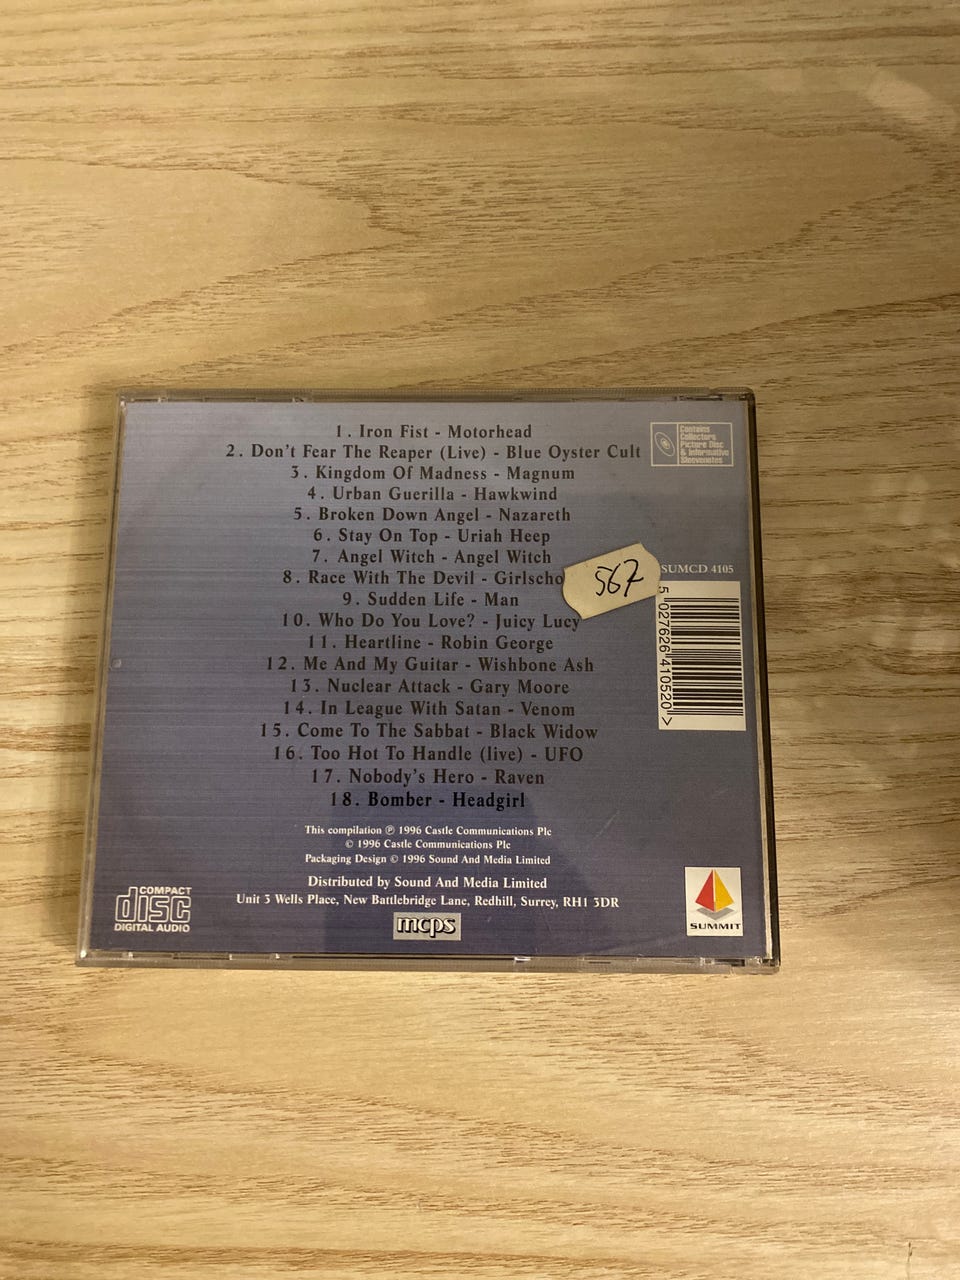 1. Iron Fist - Motorhead
2. Don't Fear The Reaper (Live) - Blue Oyster Cult
3. Kingdom Of Madness - Magnum
4. Urban Guerilla - Hawkwind
5. Broken Down Angel - Nazareth
6. Stay On Top - Uriah Heep
7. Angel Witch - Angel Witch
8. Race With The Devil - Girlscho
9. Sudden Life - Man
10. Who Do You Love? - Juicy Lucy
11. Heartline - Robin George
12. Me And My Guitar - Wishbone Ash
13. Nuclear Attack - Gary Moore
14. In League With Satan - Venom
15. Come To The Sabbat - Black Widow
16. Too Hot To Handle (live) - UFO
17. Nobody's Hero - Raven
18. Bomber - Headgirl
This compilation ℗ 1996 Castle Communications Plc
© 1996 Castle Communications Plc
Packaging Design © 1996 Sound And Media Limited
Distributed by Sound And Media Limited
Unit 3 Wells Place, New Battlebridge Lane, Redhill, Surrey, RH1 3DR
mcps
COMPACT
disc
DIGITAL AUDIO
Contains
Collectors
Picture Disc
& Informative
Sleevenotes
567
SUMCD 4105
5 027626 410520 >
SUMMIT